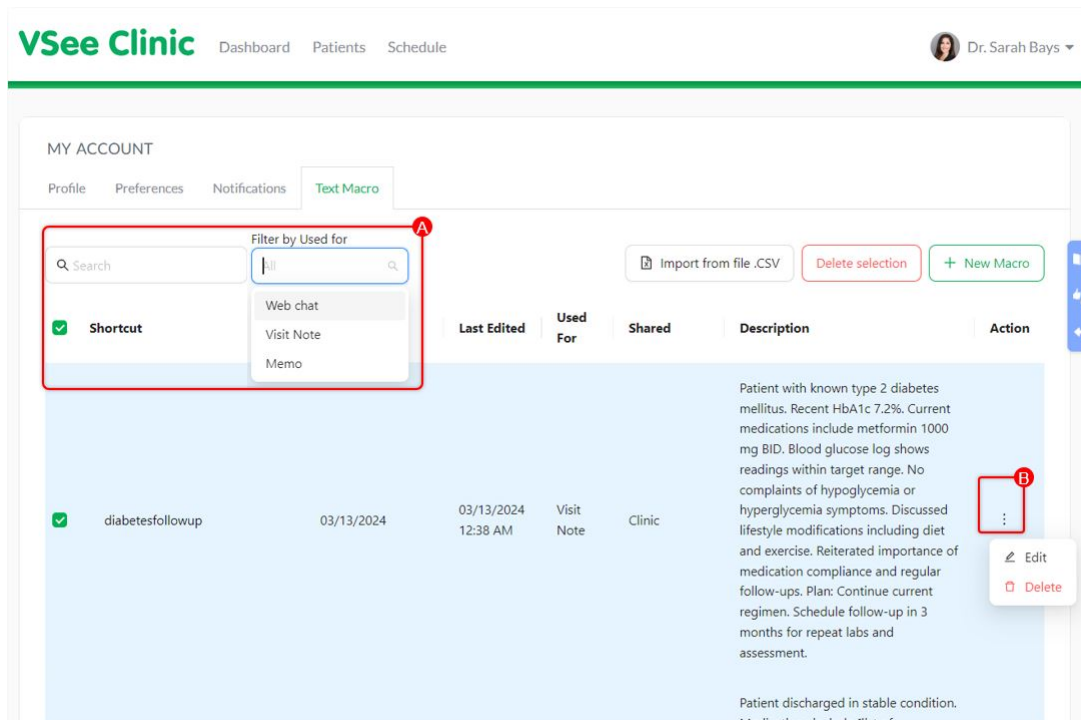 VSee Clinic Dashboard Patients Schedule Dr. Sarah Bays
MY ACCOUNT
Profile Preferences Notifications Text Macro
A
Filter by Used for
Search All Import from file .CSV Delete selection + New Macro
Web chat
Visit Note
Memo
Shortcut Last Edited Used For Shared Description Action
diabetesfollowup 03/13/2024 03/13/2024 12:38 AM Visit Note Clinic
Patient with known type 2 diabetes
mellitus. Recent HbA1c 7.2%. Current
medications include metformin 1000
mg BID. Blood glucose log shows
readings within target range. No
complaints of hypoglycemia or
hyperglycemia symptoms. Discussed
lifestyle modifications including diet
and exercise. Reiterated importance of
medication compliance and regular
follow-ups. Plan: Continue current
regimen. Schedule follow-up in 3
months for repeat labs and
assessment.
B
Edit
Delete
Patient discharged in stable condition.